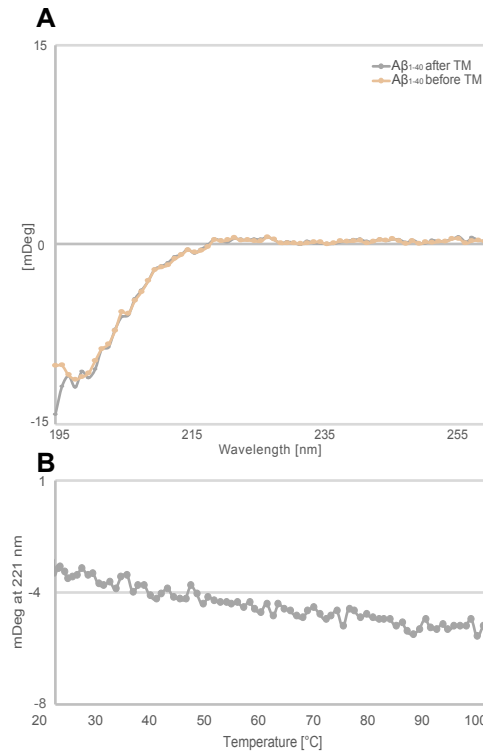 A
15
Aβ1-40 after TM
Aβ1-40 before TM
[mDeg]
0
-15
195 215 235 255
Wavelength [nm]
B
1
mDeg at 221 nm
-4
-8
20 30 40 50 60 70 80 90 100
Temperature [°C]